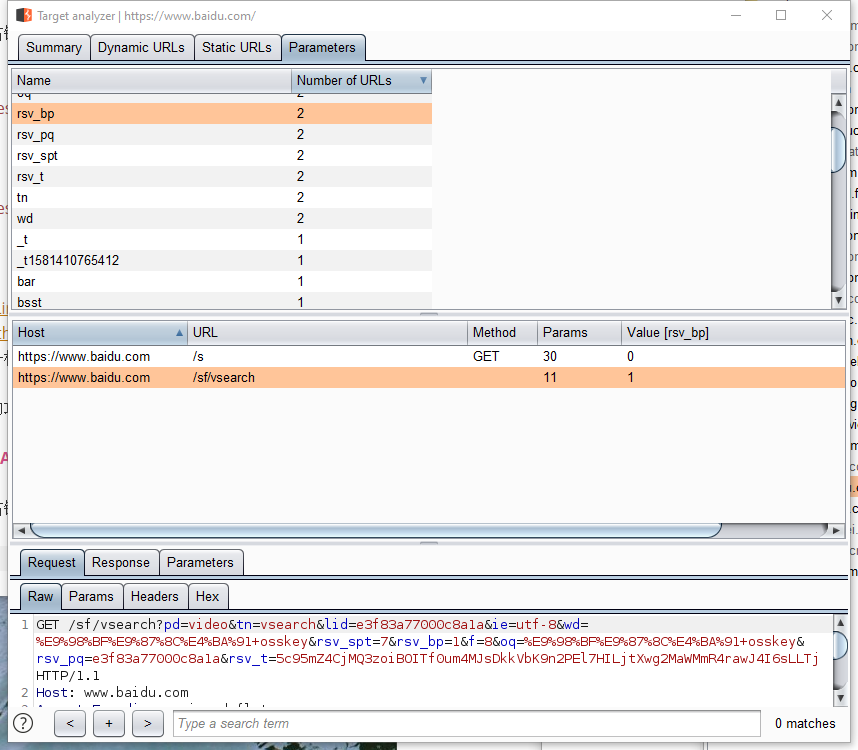 Target analyzer | https://www.baidu.com/
Summary Dynamic URLs Static URLs Parameters
Name Number of URLs
oq 2
rsv_bp 2
rsv_pq 2
rsv_spt 2
rsv_t 2
tn 2
wd 2
_t 1
_t1581410765412 1
bar 1
bsst 1
Host URL Method Params Value [rsv_bp]
https://www.baidu.com /s GET 30 0
https://www.baidu.com /sf/vsearch 11 1
Request Response Parameters
Raw Params Headers Hex
1 GET /sf/vsearch?pd=video&tn=vsearch&lid=e3f83a77000c8a1a&ie=utf-8&wd=
%E9%98%BF%E9%87%8C%E4%BA%91+osskey&rsv_spt=7&rsv_bp=1&f=8&oq=%E9%98%BF%E9%87%8C%E4%BA%91+osskey&
rsv_pq=e3f83a77000c8a1a&rsv_t=5c95mZ4CjMQ3zoiBOITf0um4MJsDkkVbK9n2PEl7HILjtXwg2MaWMmR4rawJ4I6sLLTj
HTTP/1.1
2 Host: www.baidu.com
? < + > Type a search term 0 matches